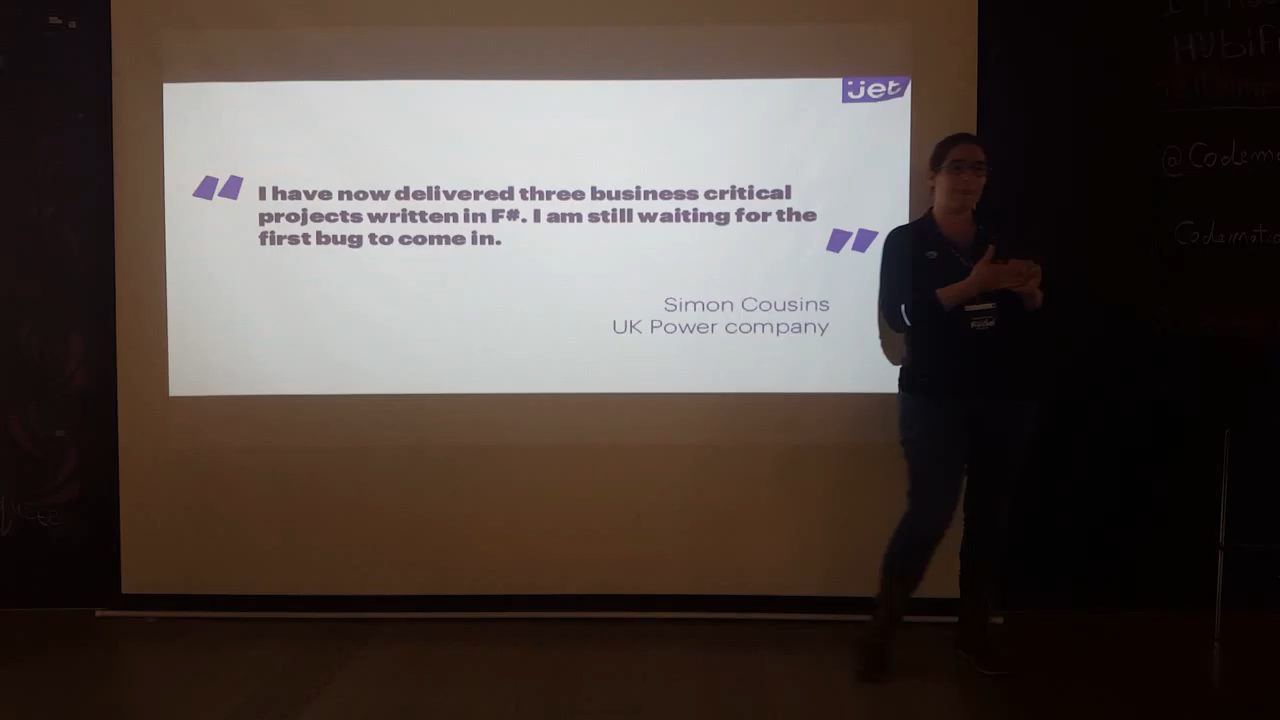 jet
“ I have now delivered three business critical
projects written in F#. I am still waiting for the
first bug to come in. ”
Simon Cousins
UK Power company